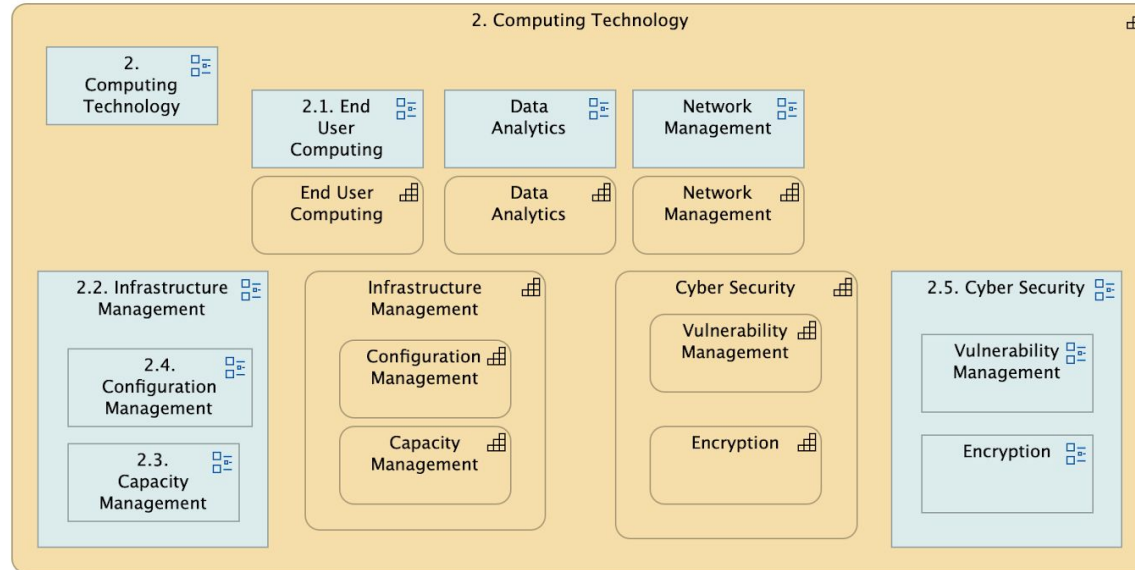 2. Computing Technology
2.
Computing
Technology
2.1. End
User
Computing
Data
Analytics
Network
Management
End User
Computing
Data
Analytics
Network
Management
2.2. Infrastructure
Management
2.4.
Configuration
Management
2.3.
Capacity
Management
Infrastructure
Management
Configuration
Management
Capacity
Management
Cyber Security
Vulnerability
Management
Encryption
2.5. Cyber Security
Vulnerability
Management
Encryption